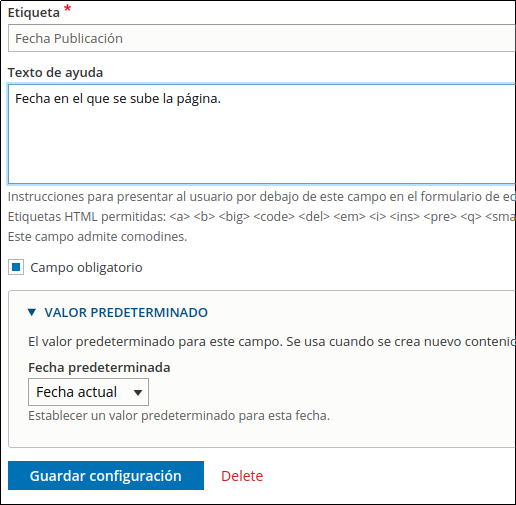 Etiqueta *
Fecha Publicación
Texto de ayuda
Fecha en el que se sube la página.
Instrucciones para presentar al usuario por debajo de este campo en el formulario de
Etiquetas HTML permitidas: <a> <b> <big> <code> <del> <em> <i> <ins> <pre> <q>
Este campo admite comodines.
Campo obligatorio
VALOR PREDETERMINADO
El valor predeterminado para este campo. Se usa cuando se crea nuevo
Fecha predeterminada
Fecha actual
Establecer un valor predeterminado para esta fecha.
Guardar configuración Delete